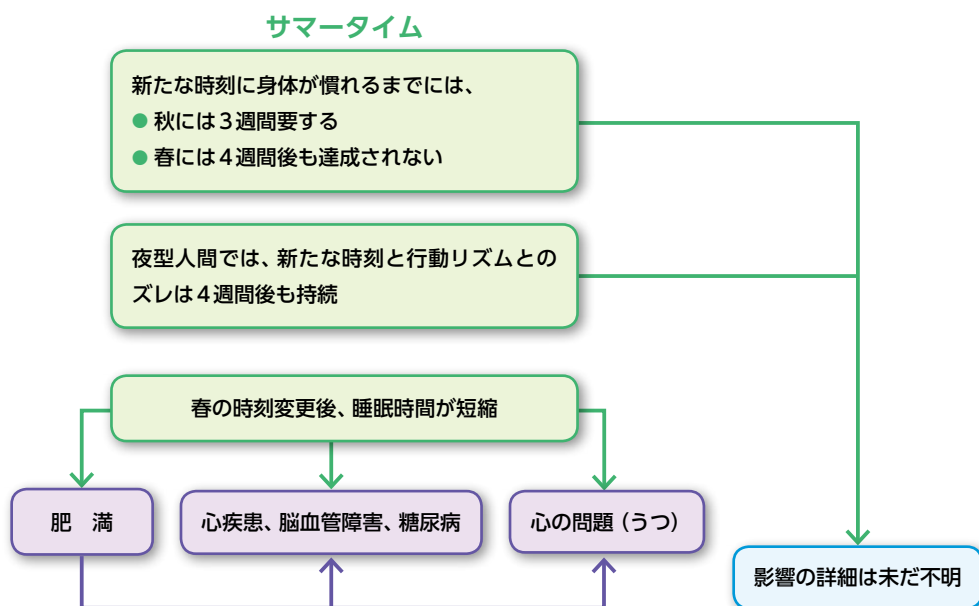 サマータイム
新たな時刻に身体が慣れるまでには、
● 秋には3週間要する
● 春には4週間後も達成されない
夜型人間では、新たな時刻と行動リズムとの
ズレは4週間後も持続
春の時刻変更後、睡眠時間が短縮
肥　満
心疾患、脳血管障害、糖尿病
心の問題（うつ）
影響の詳細は未だ不明